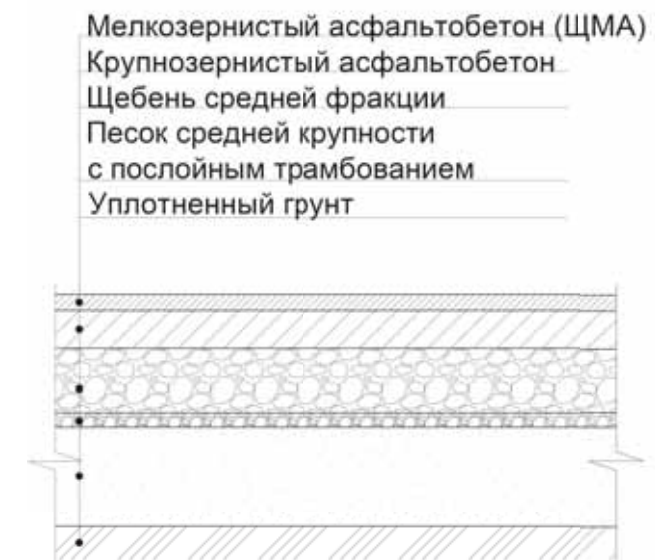 Мелкозернистый асфальтобетон (ЩМА)
Крупнозернистый асфальтобетон
Щебень средней фракции
Песок средней крупности
с послойным трамбованием
Уплотненный грунт